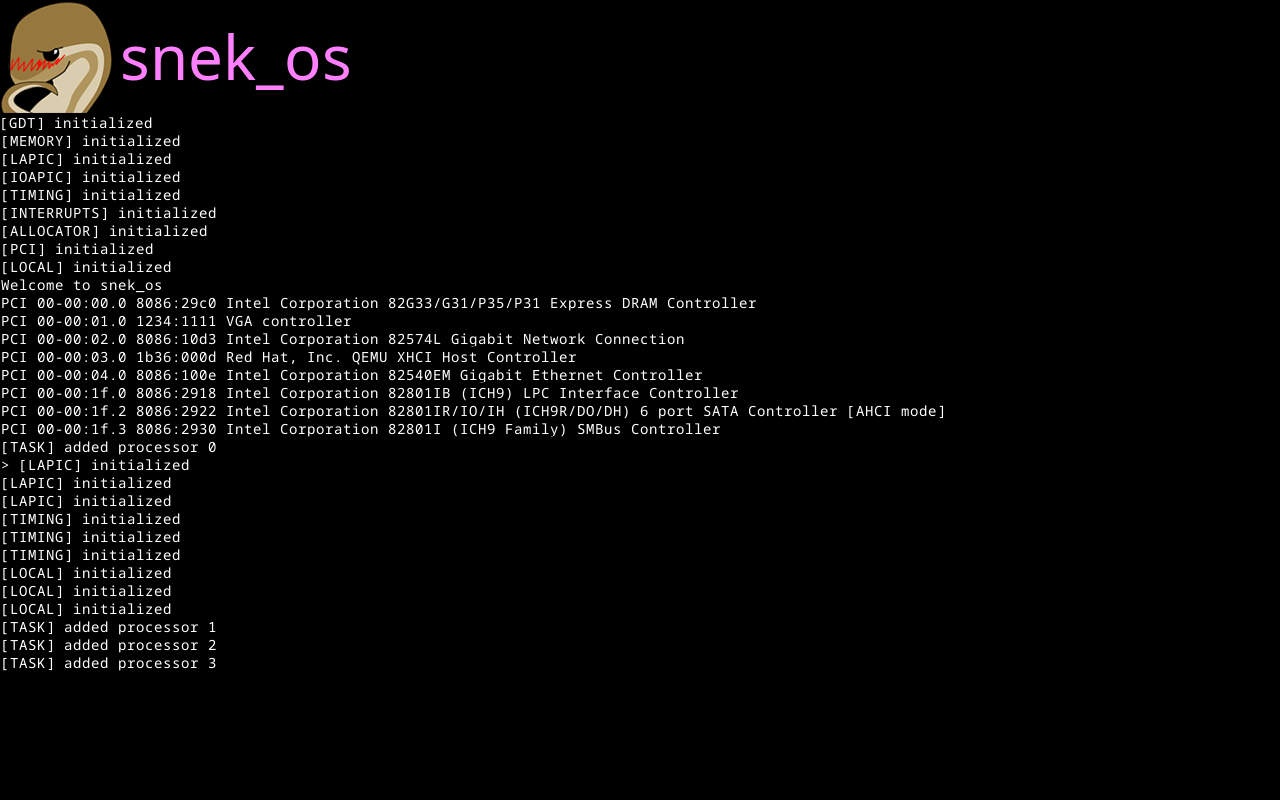 snek_os
[GDT] initialized
[MEMORY] initialized
[LAPIC] initialized
[IOAPIC] initialized
[TIMING] initialized
[INTERRUPTS] initialized
[ALLOCATOR] initialized
[PCI] initialized
[LOCAL] initialized
Welcome to snek_os
PCI 00-00:00.0 8086:29c0 Intel Corporation 82G33/G31/P35/P31 Express DRAM Controller
PCI 00-00:01.0 1234:1111 VGA controller
PCI 00-00:02.0 8086:10d3 Intel Corporation 82574L Gigabit Network Connection
PCI 00-00:03.0 1b36:000d Red Hat, Inc. QEMU XHCI Host Controller
PCI 00-00:04.0 8086:100e Intel Corporation 82540EM Gigabit Ethernet Controller
PCI 00-00:1f.0 8086:2918 Intel Corporation 82801IB (ICH9) LPC Interface Controller
PCI 00-00:1f.2 8086:2922 Intel Corporation 82801IR/IO/IH (ICH9R/DO/DH) 6 port SATA Controller [AHCI mode]
PCI 00-00:1f.3 8086:2930 Intel Corporation 82801I (ICH9 Family) SMBus Controller
[TASK] added processor 0
> [LAPIC] initialized
[LAPIC] initialized
[LAPIC] initialized
[TIMING] initialized
[TIMING] initialized
[TIMING] initialized
[LOCAL] initialized
[LOCAL] initialized
[LOCAL] initialized
[TASK] added processor 1
[TASK] added processor 2
[TASK] added processor 3